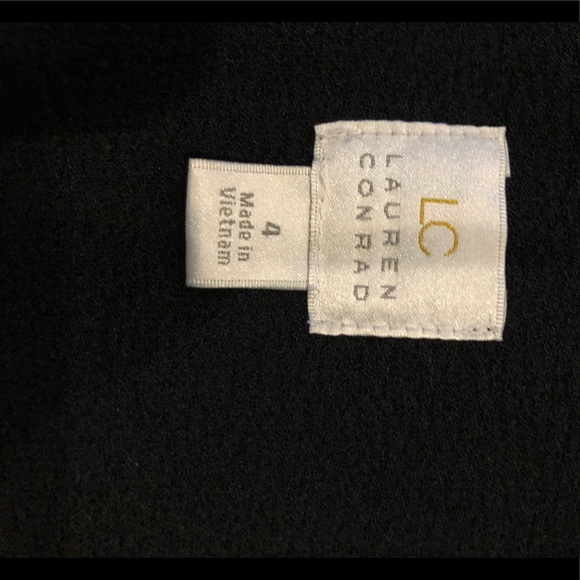 LC
LAUREN
CONRAD
4
Made in
Vietnam